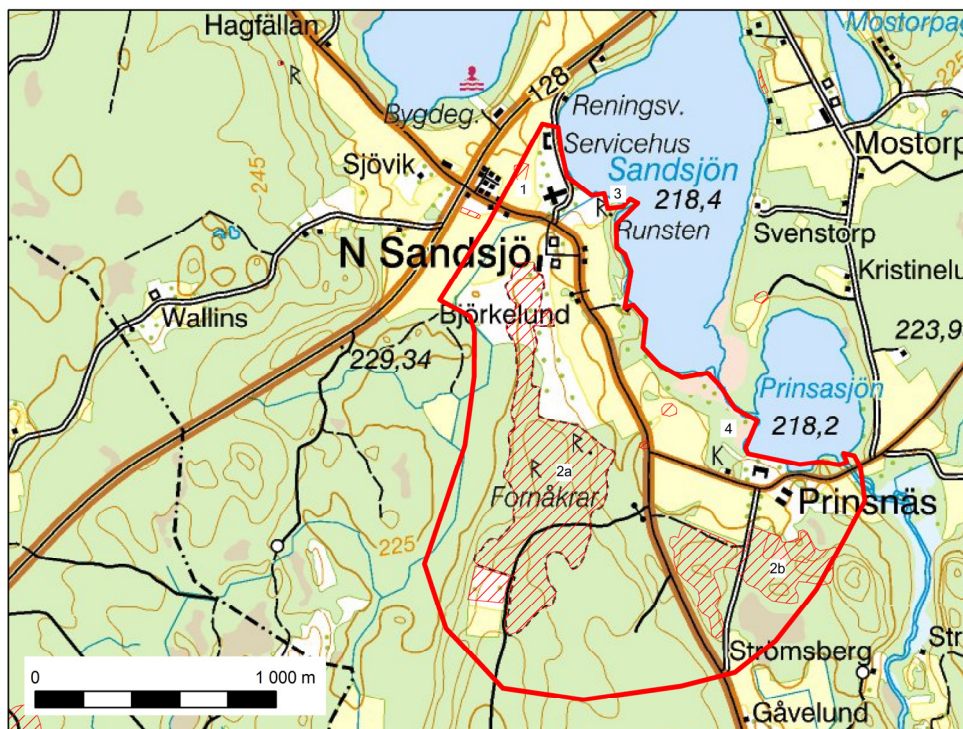 Hagfällan
Mostorpa
225
R
128
Bygdeg.
Reningsv.
Servicehus
Sjövik
1
Sandsjön
Mostorp
245
3
218,4
R
Runsten
N Sandsjö
Svenstorp
Kristinelu
Wallins
Björkelund
229,34
223,9
Prinsasjön
4
218,2
R
K
R
2a
Fornåkrar
Prinsnäs
225
2b
Strömsberg
Str
0
1 000 m
Gåvelund